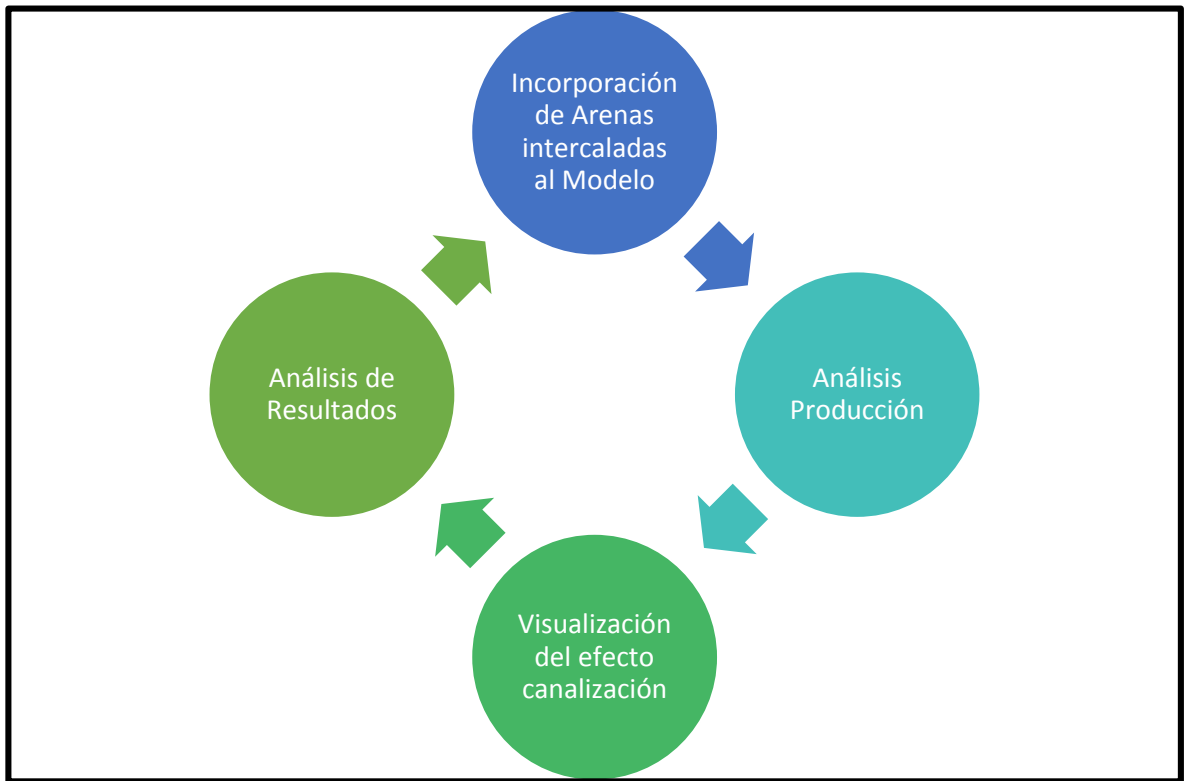 Incorporación
de Arenas
intercaladas
al Modelo
Análisis
Producción
Visualización
del efecto
canalización
Análisis de
Resultados